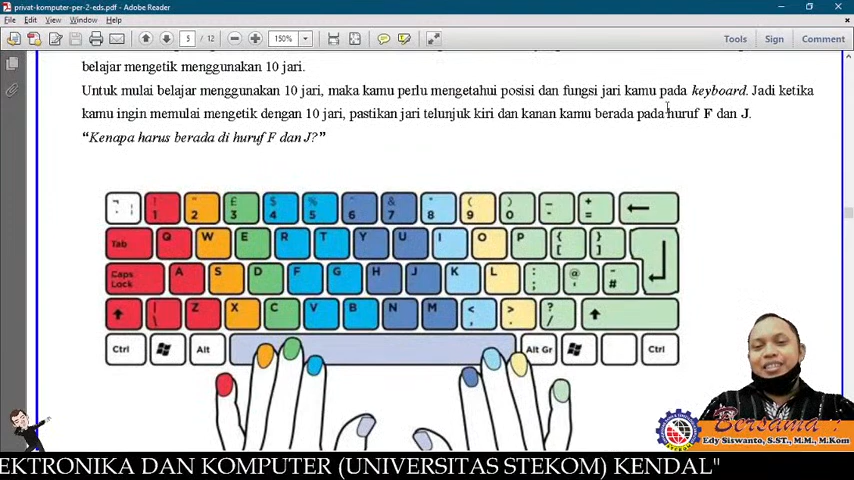 privat-komputer-per-2-eds.pdf - Adobe Reader
File Edit View Window Help
5 / 12 150% Tools Sign Comment
belajar mengetik menggunakan 10 jari.
Untuk mulai belajar menggunakan 10 jari, maka kamu perlu mengetahui posisi dan fungsi jari kamu pada keyboard. Jadi ketika
kamu ingin memulai mengetik dengan 10 jari, pastikan jari telunjuk kiri dan kanan kamu berada pada huruf F dan J.
“Kenapa harus berada di huruf F dan J?”
! 1 " 2 £ 3 $ 4 % 5 ^ 6 & 7 * 8 ( 9 ) 0 _ - + =
Tab Q W E R T Y U I O P { [ } ]
Caps Lock A S D F G H J K L : ; @ ' ~ #
| \ Z X C V B N M < , > . ? /
Ctrl Alt Alt Gr Ctrl
Bersama :
Edy Siswanto, S.ST., M.M., M.Kom
EKTRONIKA DAN KOMPUTER (UNIVERSITAS STEKOM) KENDAL"